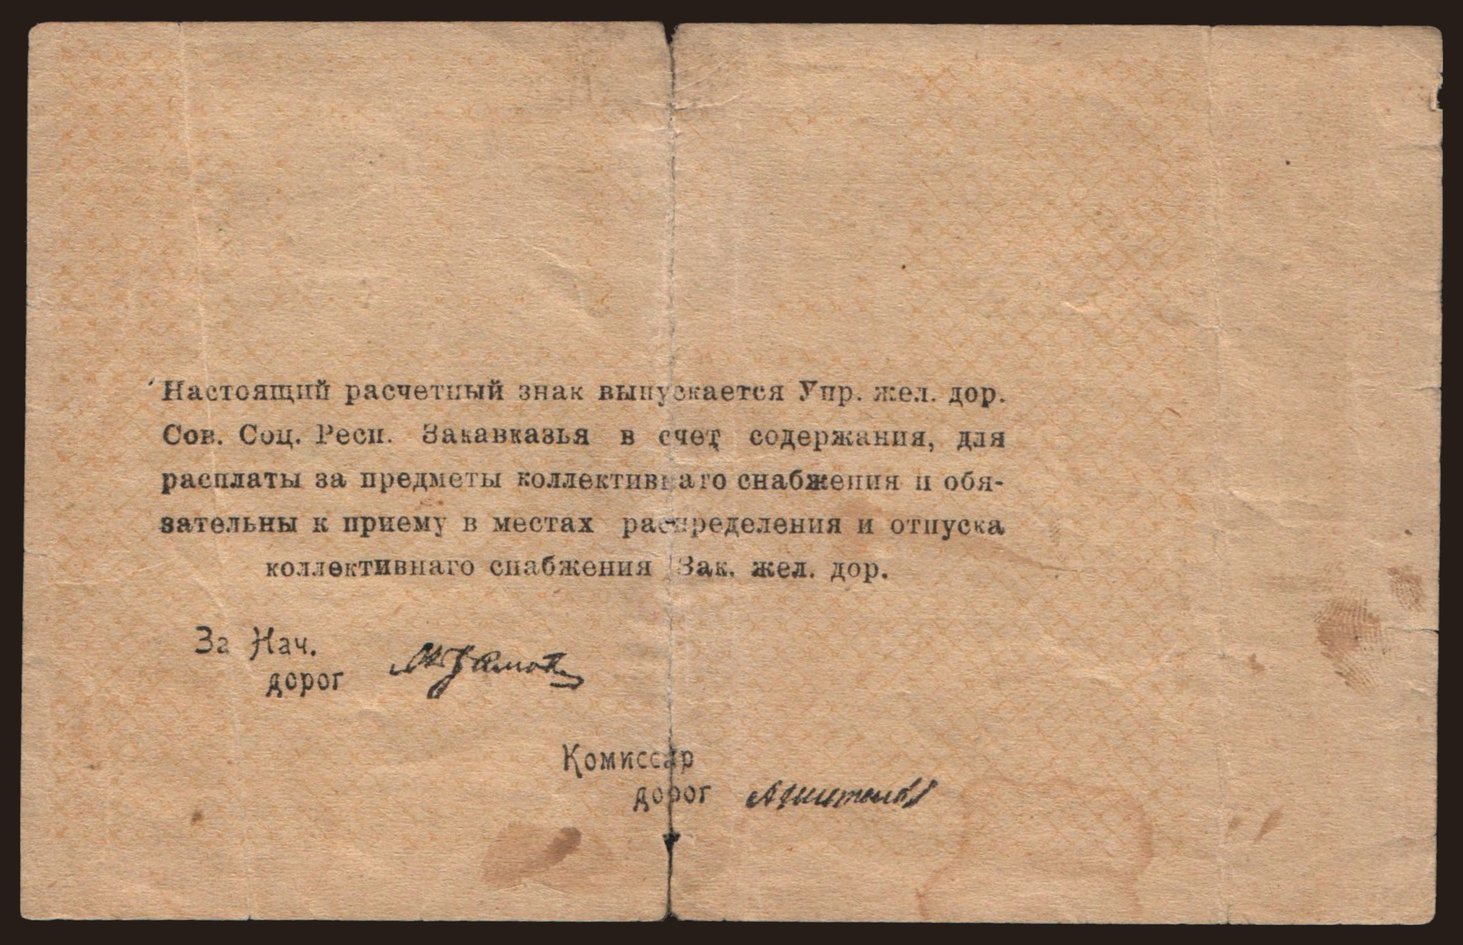 Настоящий расчетный знак выпускается Упр. жел. дор.
Сов. Соц. Респ. Закавказья в счет содержания, для
расплаты за предметы коллективнаго снабжения и обя-
зательны к приему в местах распределения и отпуска
коллективнаго снабжения Зак. жел. дор.
За Нач.
дорог
Комиссар
дорог